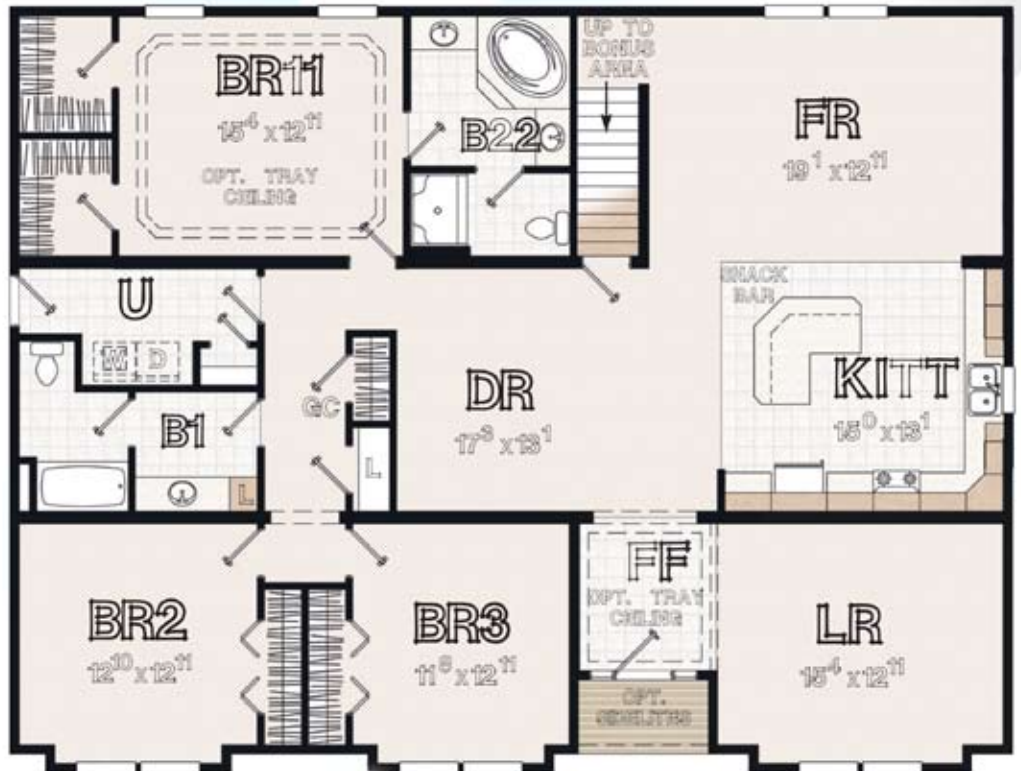 BR11
15⁴ x 12¹¹
OPT. TRAY
CEILING
B22
UP TO
BONUS
AREA
FR
19¹ x 12¹¹
U
W D
GC
L
B1
L
DR
17³ x 13¹
SNACK
BAR
KITT
15⁰ x 13¹
BR2
12¹⁰ x 12¹¹
BR3
11⁸ x 12¹¹
FF
OPT. TRAY
CEILING
OPT.
LR
15⁴ x 12¹¹